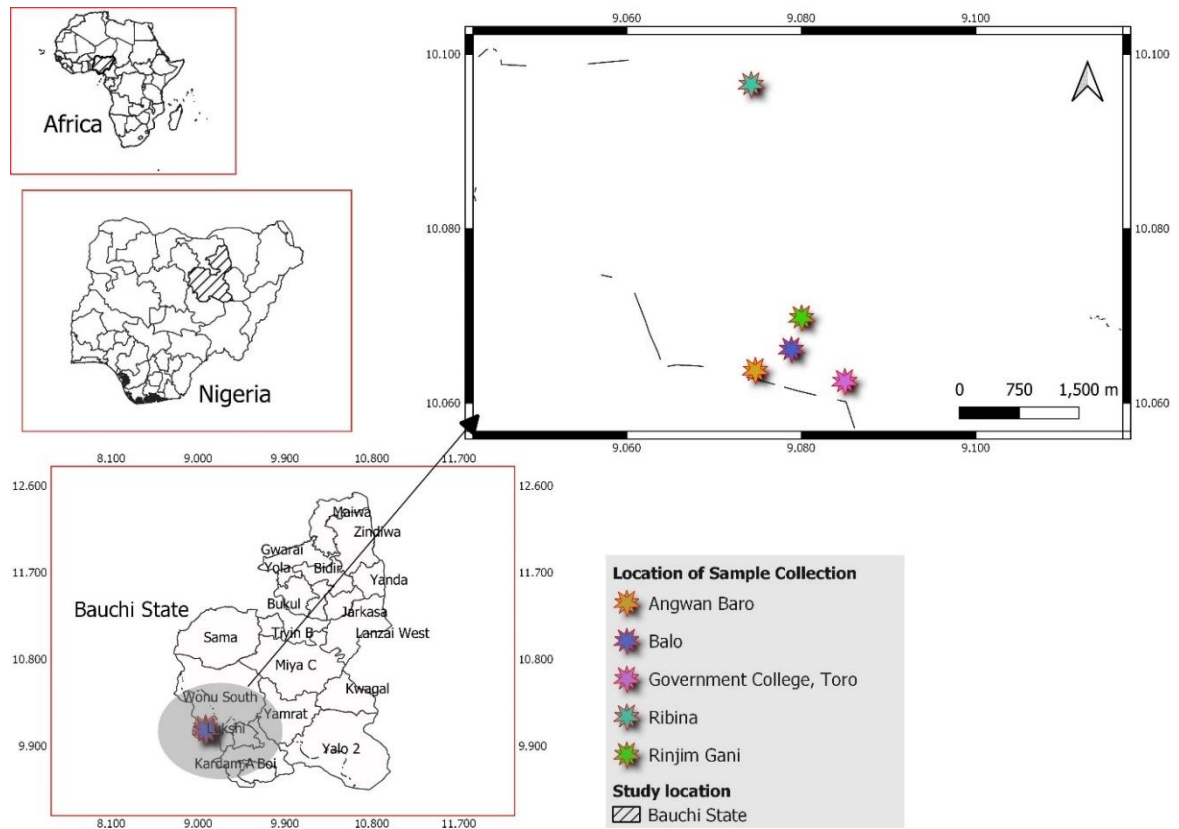 Africa
Nigeria
8.100 9.000 9.900 10.800 11.700
12.600 12.600
11.700 11.700
10.800 10.800
9.900 9.900
Bauchi State
Maiwa
Zindiwa
Gwarai
Yola
Bidir
Yanda
Bukul
Jarkasa
Tiyin B
Lanzai West
Sama
Miya C
Kwagal
Wonu South
Yamrat
Lukshi
Yalo 2
Kardam A
Boi
8.100 9.000 9.900 10.800 11.700
9.060 9.080 9.100
10.100 10.100
10.080 10.080
10.060 10.060
0 750 1,500 m
9.060 9.080 9.100
Location of Sample Collection
Angwan Baro
Balo
Government College, Toro
Ribina
Rinjim Gani
Study location
Bauchi State